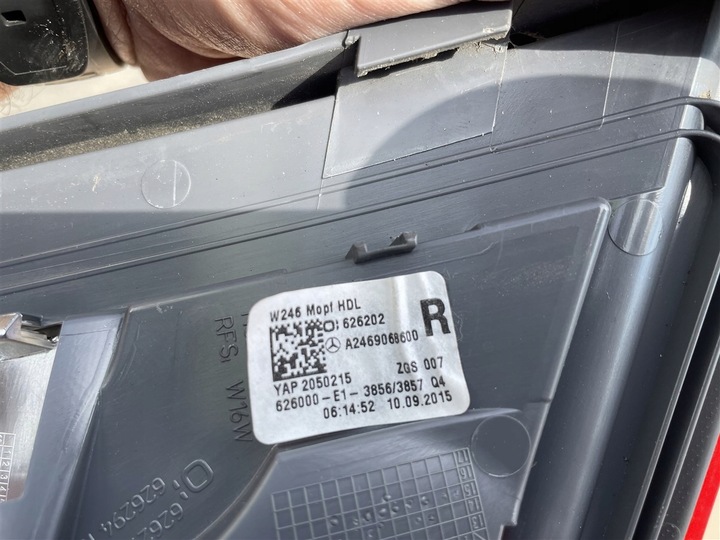 W246 Mopf HDL
626202
R
A2469068600
YAP 2050215 ZGS 007
626000-E1- 3856/3857 Q4
06:14:52 10.09.2015
RFS, W16W
626294